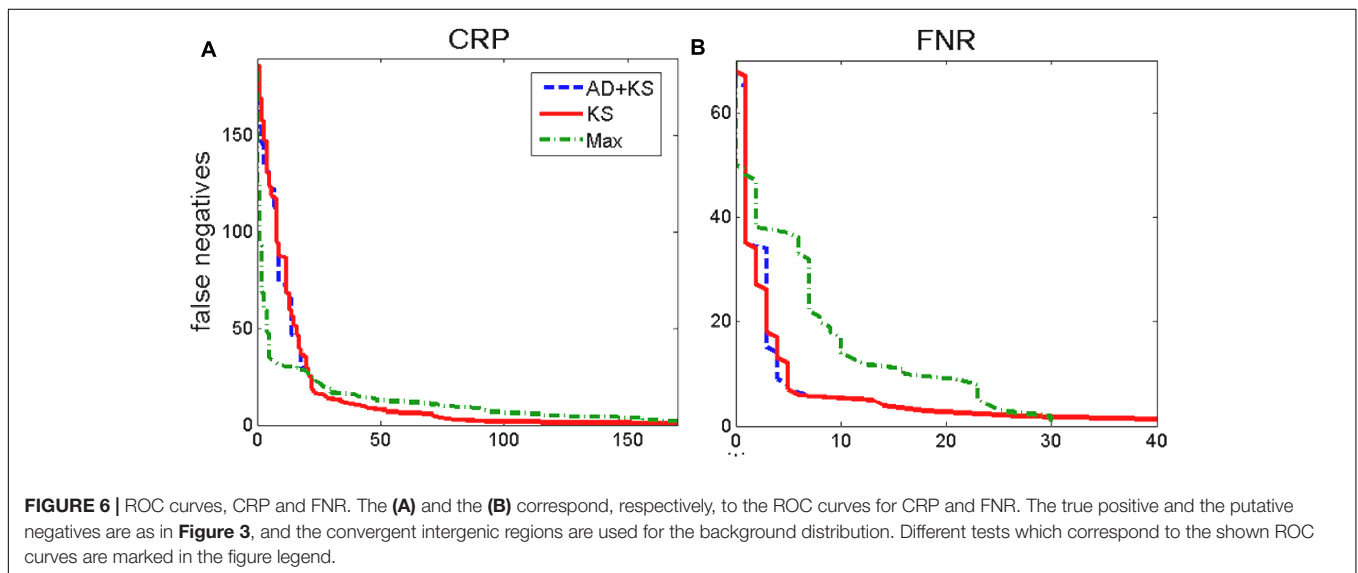 A
CRP
B
FNR
AD+KS
KS
Max
false negatives
150
100
50
0
0
50
100
150
60
40
20
0
0
10
20
30
40
FIGURE 6 | ROC curves, CRP and FNR. The (A) and the (B) correspond, respectively, to the ROC curves for CRP and FNR. The true positive and the putative
negatives are as in Figure 3, and the convergent intergenic regions are used for the background distribution. Different tests which correspond to the shown ROC
curves are marked in the figure legend.